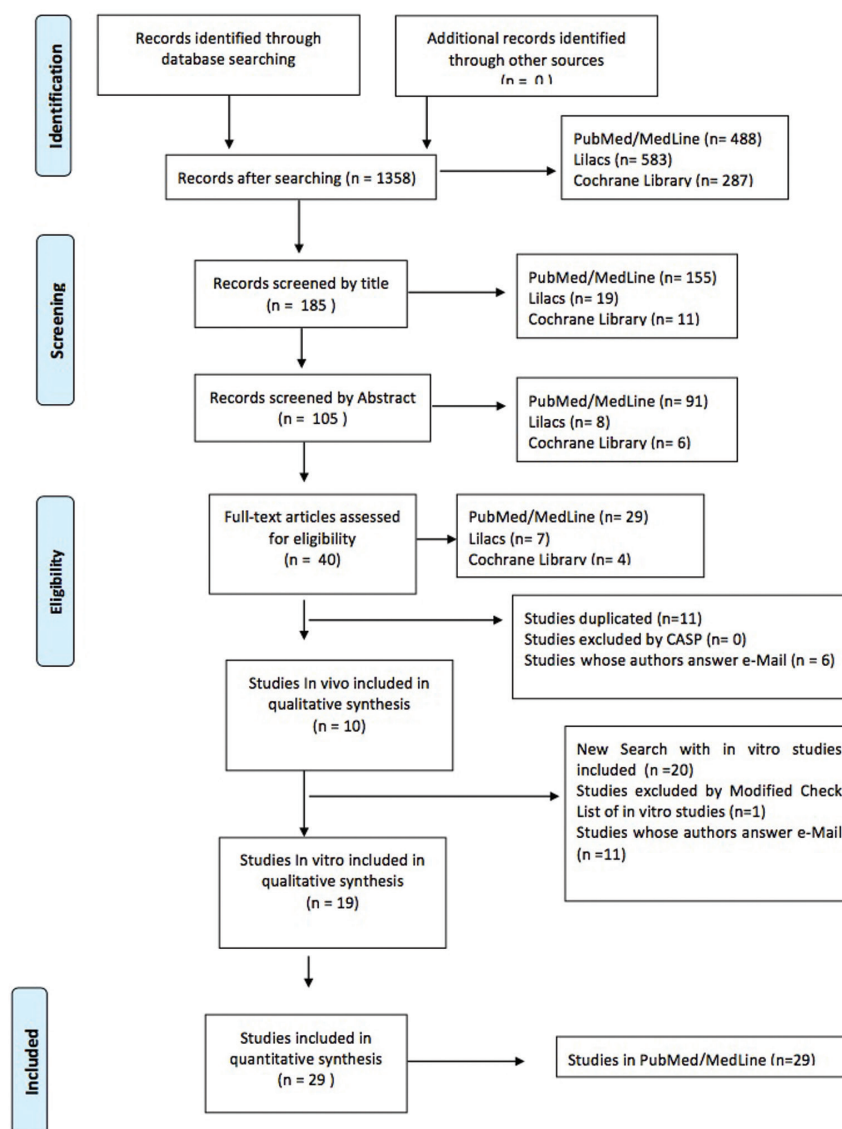 Identification
Records identified through
database searching
Additional records identified
through other sources
(n = 0 )
Records after searching (n = 1358)
PubMed/MedLine (n= 488)
Lilacs (n= 583)
Cochrane Library (n= 287)
Screening
Records screened by title
(n = 185 )
PubMed/MedLine (n= 155)
Lilacs (n= 19)
Cochrane Library (n= 11)
Records screened by Abstract
(n = 105 )
PubMed/MedLine (n= 91)
Lilacs (n= 8)
Cochrane Library (n= 6)
Eligibility
Full-text articles assessed
for eligibility
(n = 40)
PubMed/MedLine (n= 29)
Lilacs (n= 7)
Cochrane Library (n= 4)
Studies duplicated (n=11)
Studies excluded by CASP (n= 0)
Studies whose authors answer e-Mail (n = 6)
Studies In vivo included in
qualitative synthesis
(n = 10)
New Search with in vitro studies
included (n =20)
Studies excluded by Modified Check
List of in vitro studies (n=1)
Studies whose authors answer e-Mail
(n =11)
Studies In vitro included in
qualitative synthesis
(n = 19)
Included
Studies included in
quantitative synthesis
(n = 29 )
Studies in PubMed/MedLine (n=29)